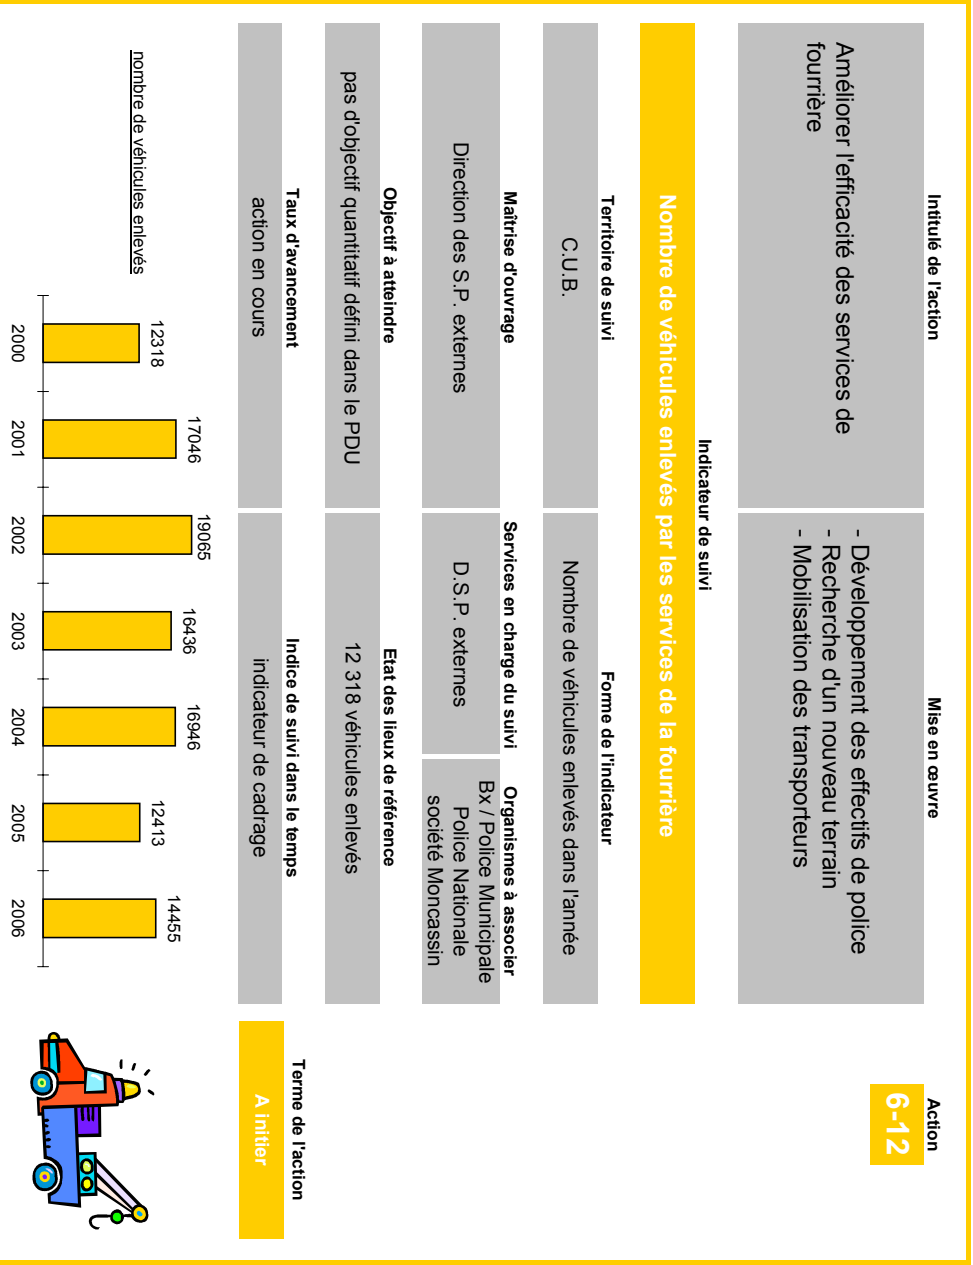 Intitulé de l'action
Mise en œuvre
Action
Améliorer l'efficacité des services de
fourrière
- Développement des effectifs de police
- Recherche d'un nouveau terrain
- Mobilisation des transporteurs
6-12
Indicateur de suivi
Nombre de véhicules enlevés par les services de la fourrière
Territoire de suivi
Forme de l'indicateur
C.U.B.
Nombre de véhicules enlevés dans l'année
Maîtrise d'ouvrage
Services en charge du suivi
Organismes à associer
Direction des S.P. externes
D.S.P. externes
Bx / Police Municipale
Police Nationale
société Moncassin
Objectif à atteindre
Etat des lieux de référence
pas d'objectif quantitatif défini dans le PDU
12 318 véhicules enlevés
Taux d'avancement
Indice de suivi dans le temps
Terme de l'action
action en cours
indicateur de cadrage
A initier
nombre de véhicules enlevés
12318
17046
19065
16436
16946
12413
14455
2000
2001
2002
2003
2004
2005
2006